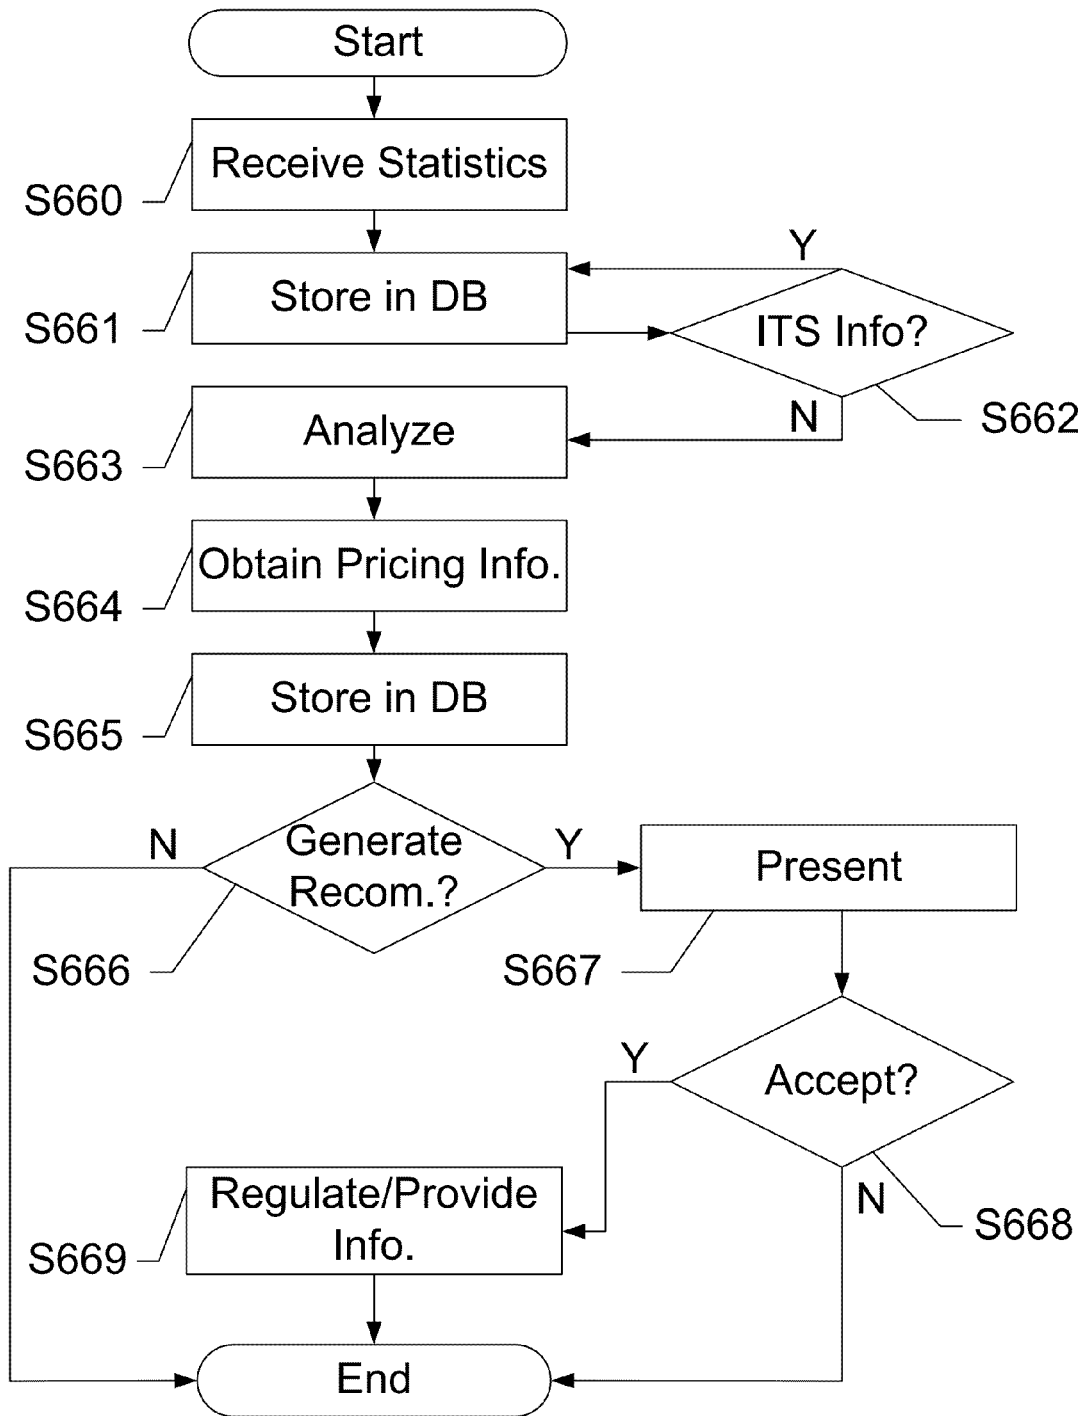 Start
Receive Statistics
S660
Y
Store in DB
S661
ITS Info?
N
S662
Analyze
S663
Obtain Pricing Info.
S664
Store in DB
S665
N
Generate
Recom.?
Y
Present
S666
S667
Y
Accept?
Regulate/Provide
Info.
N
S668
S669
End